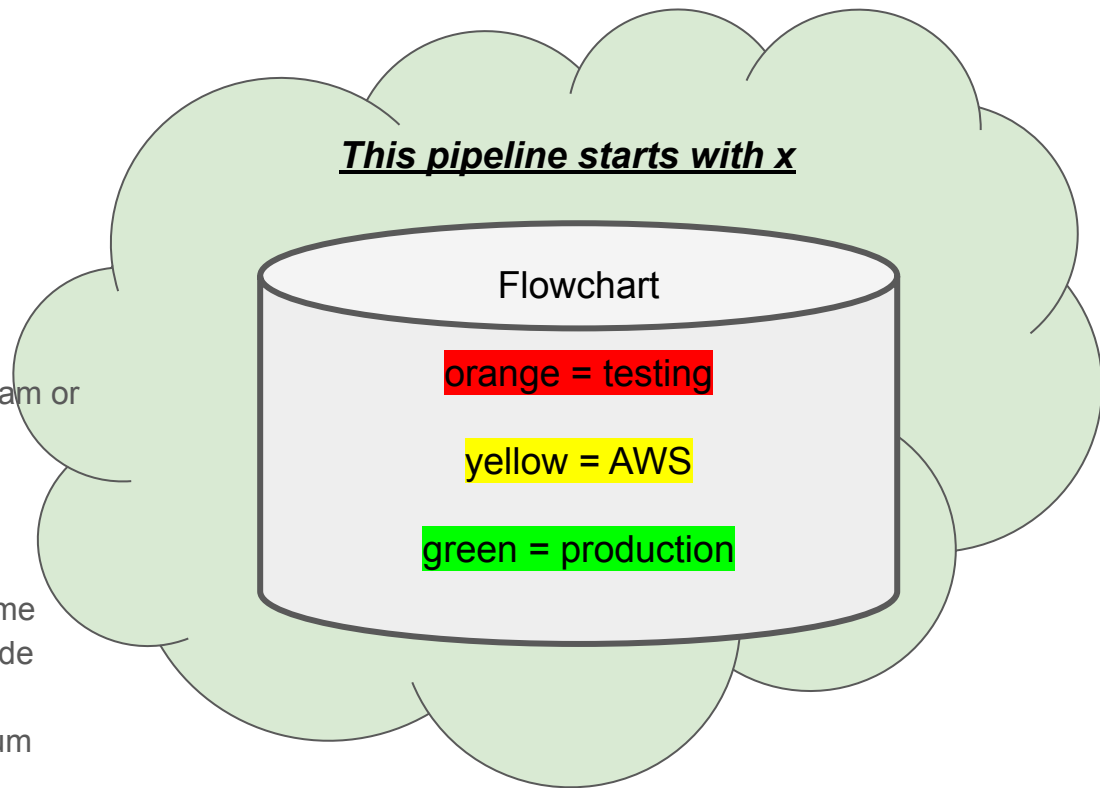 This pipeline starts with x
Flowchart
orange = testing
am or
yellow = AWS
green = production
me
de
um